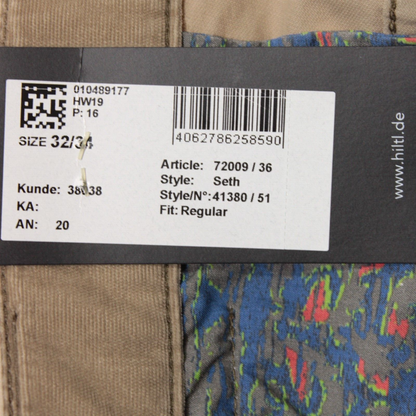 010489177
HW19
P: 16
SIZE 32/34
4062786258590
Article: 72009 / 36
Style: Seth
Style/N°: 41380 / 51
Fit: Regular
Kunde: 38038
KA:
AN: 20
www.hiltl.de